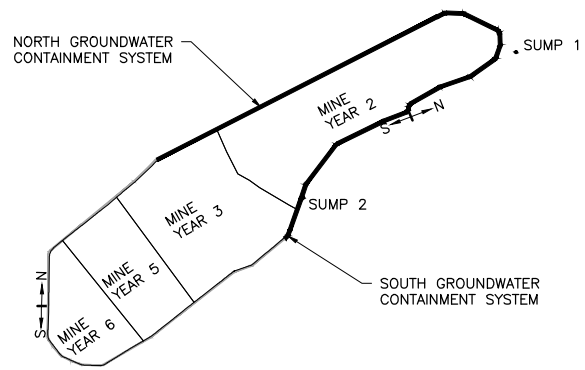 NORTH GROUNDWATER
CONTAINMENT SYSTEM
SUMP 1
MINE
YEAR 2
S N
SUMP 2
MINE
YEAR 3
MINE
YEAR 5
N
S
MINE
YEAR 6
SOUTH GROUNDWATER
CONTAINMENT SYSTEM